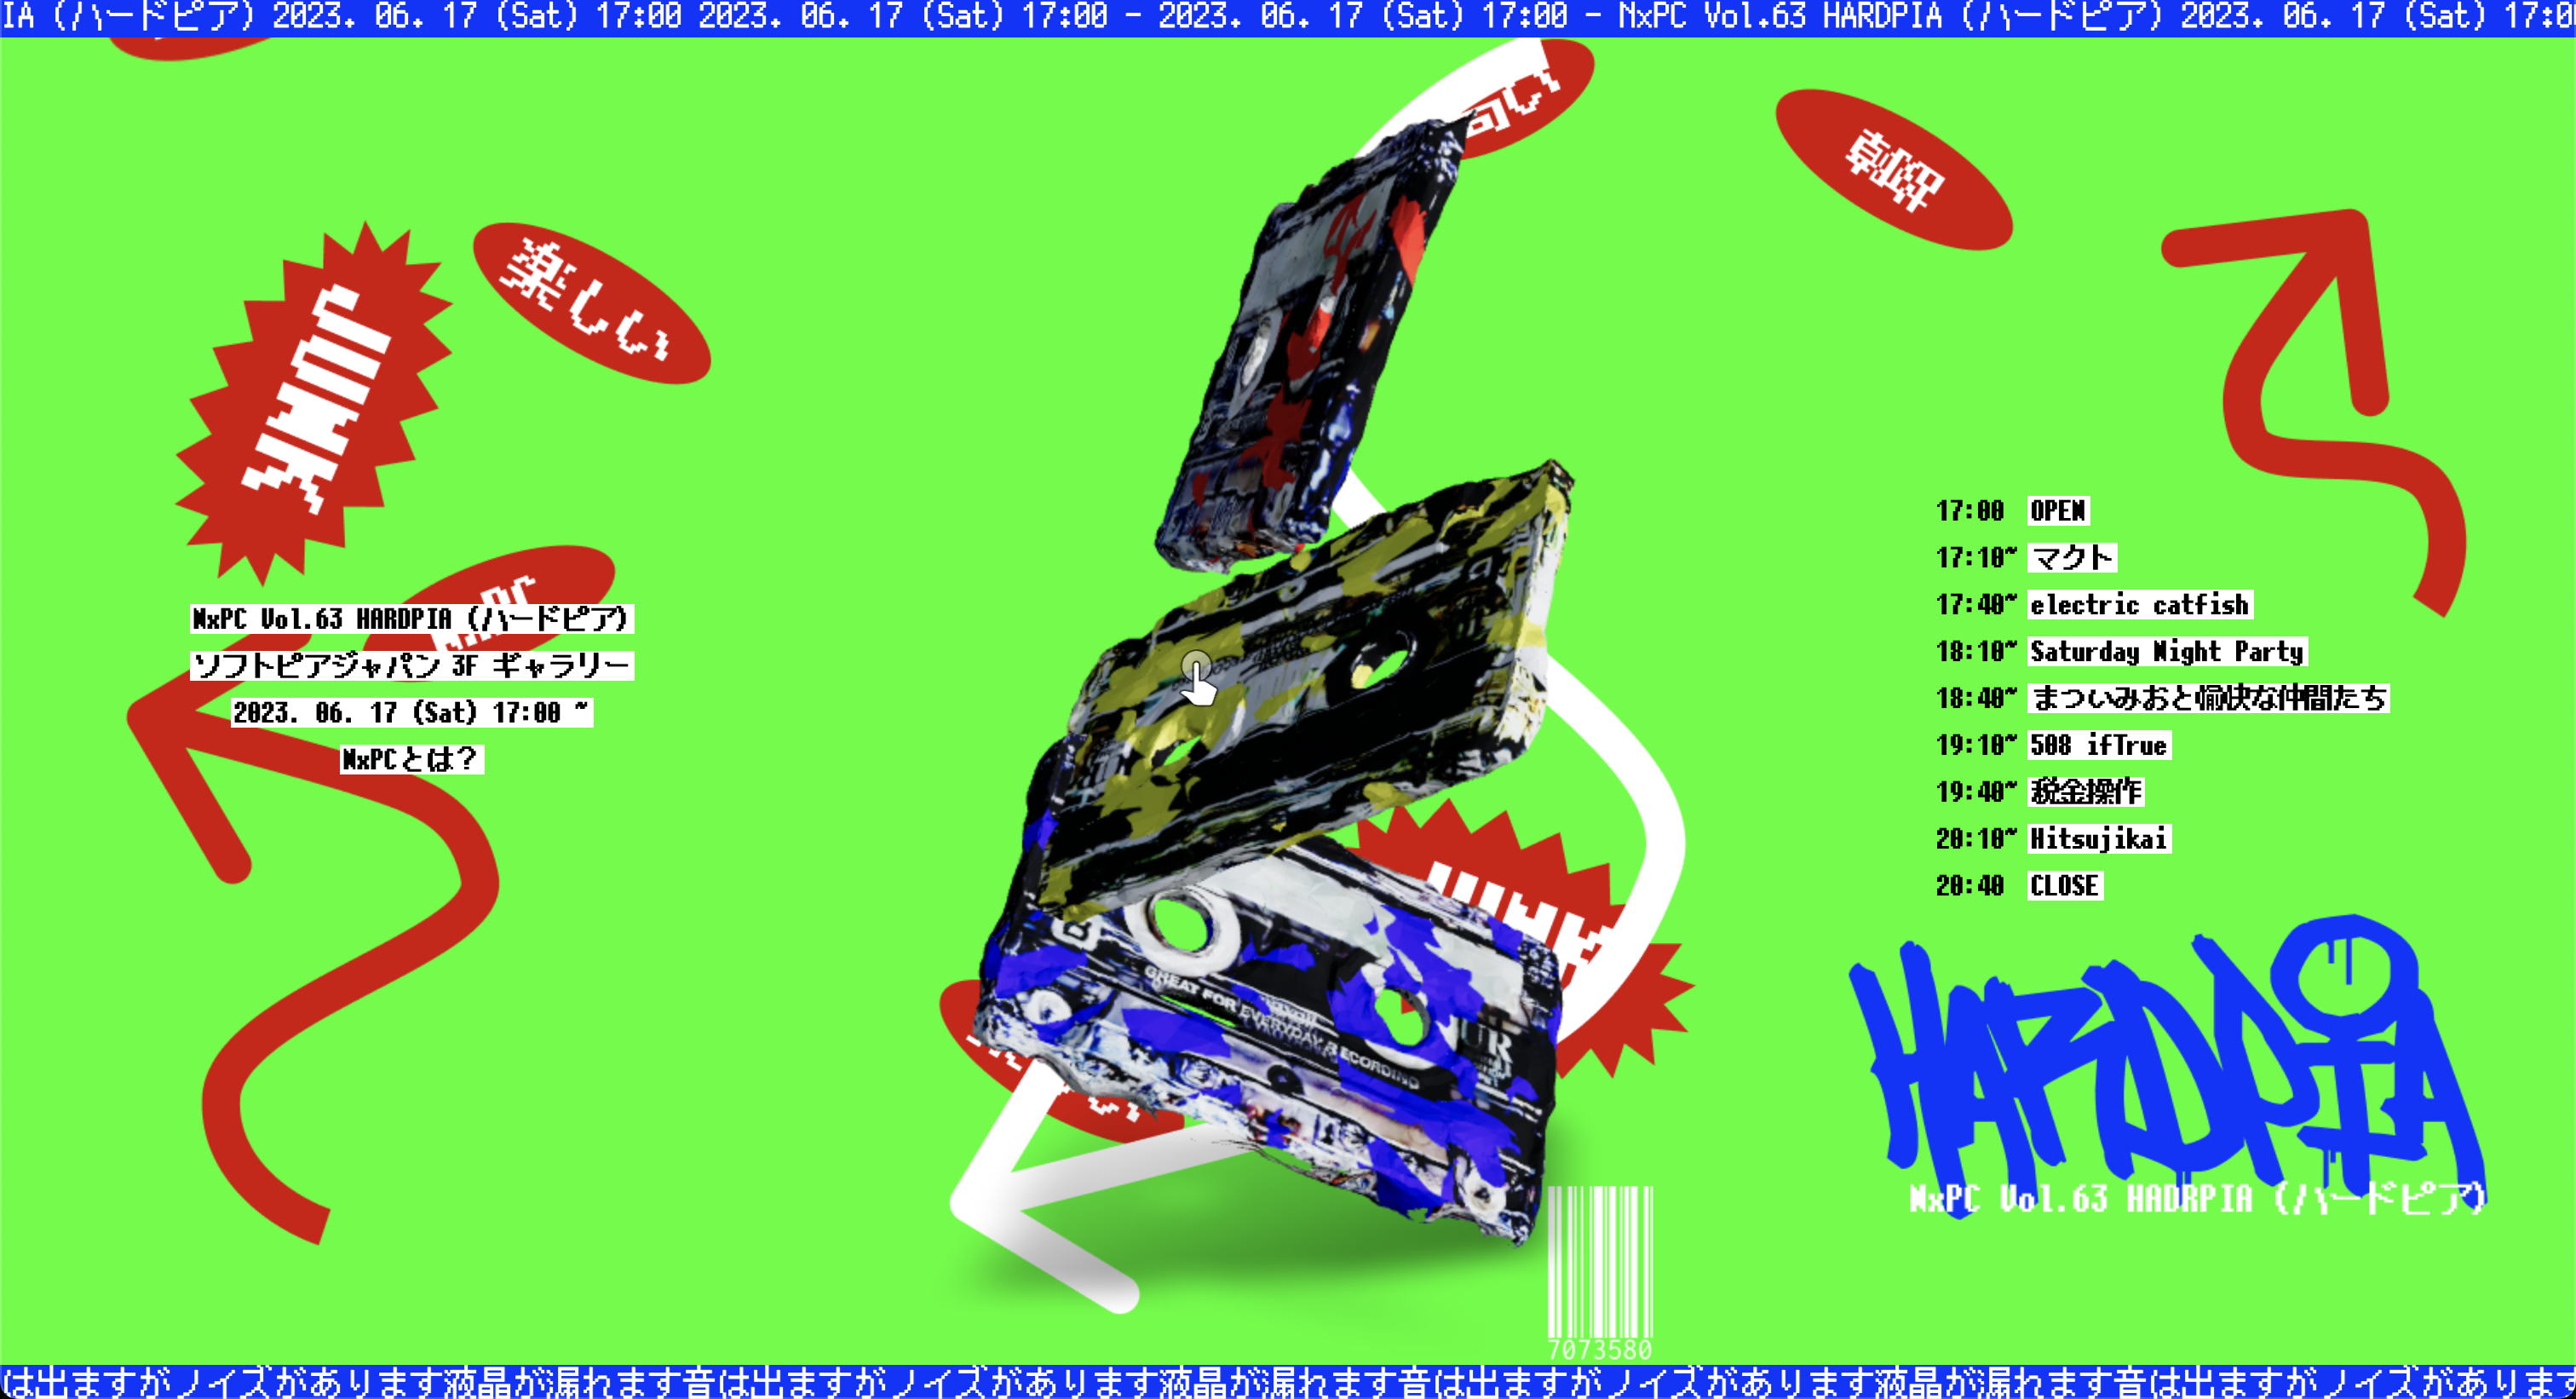 IA (ハードピア) 2023. 06. 17 (Sat) 17:00 2023. 06. 17 (Sat) 17:00 - 2023. 06. 17 (Sat) 17:00 - NxPC Vol.63 HARDPIA (ハードピア) 2023. 06. 17 (Sat) 17:00
楽しい
JUNK
NxPC
NxPC Vol.63 HARDPIA (ハードピア)
ソフトピアジャパン 3F ギャラリー
2023. 06. 17 (Sat) 17:00 ~
NxPCとは？
GREAT FOR EVERYDAY RECORDING
JUNK
17:00 OPEN
17:10~ マクト
17:40~ electric catfish
18:10~ Saturday Night Party
18:40~ まついみおと愉快な仲間たち
19:10~ 508 ifTrue
19:40~ 税金操作
20:10~ Hitsujikai
20:40 CLOSE
HARDPIA
NxPC Vol.63 HADRPIA (ハードピア)
7073580
は出ますがノイズがあります液晶が漏れます音は出ますがノイズがあります液晶が漏れます音は出ますがノイズがあります液晶が漏れます音は出ますがノイズがあります